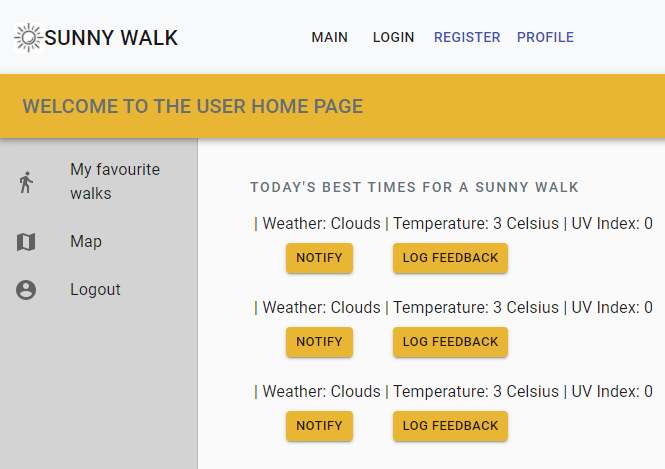 SUNNY WALK
MAIN LOGIN REGISTER PROFILE
WELCOME TO THE USER HOME PAGE
My favourite
walks
Map
Logout
TODAY'S BEST TIMES FOR A SUNNY WALK
| Weather: Clouds | Temperature: 3 Celsius | UV Index: 0
NOTIFY LOG FEEDBACK
| Weather: Clouds | Temperature: 3 Celsius | UV Index: 0
NOTIFY LOG FEEDBACK
| Weather: Clouds | Temperature: 3 Celsius | UV Index: 0
NOTIFY LOG FEEDBACK